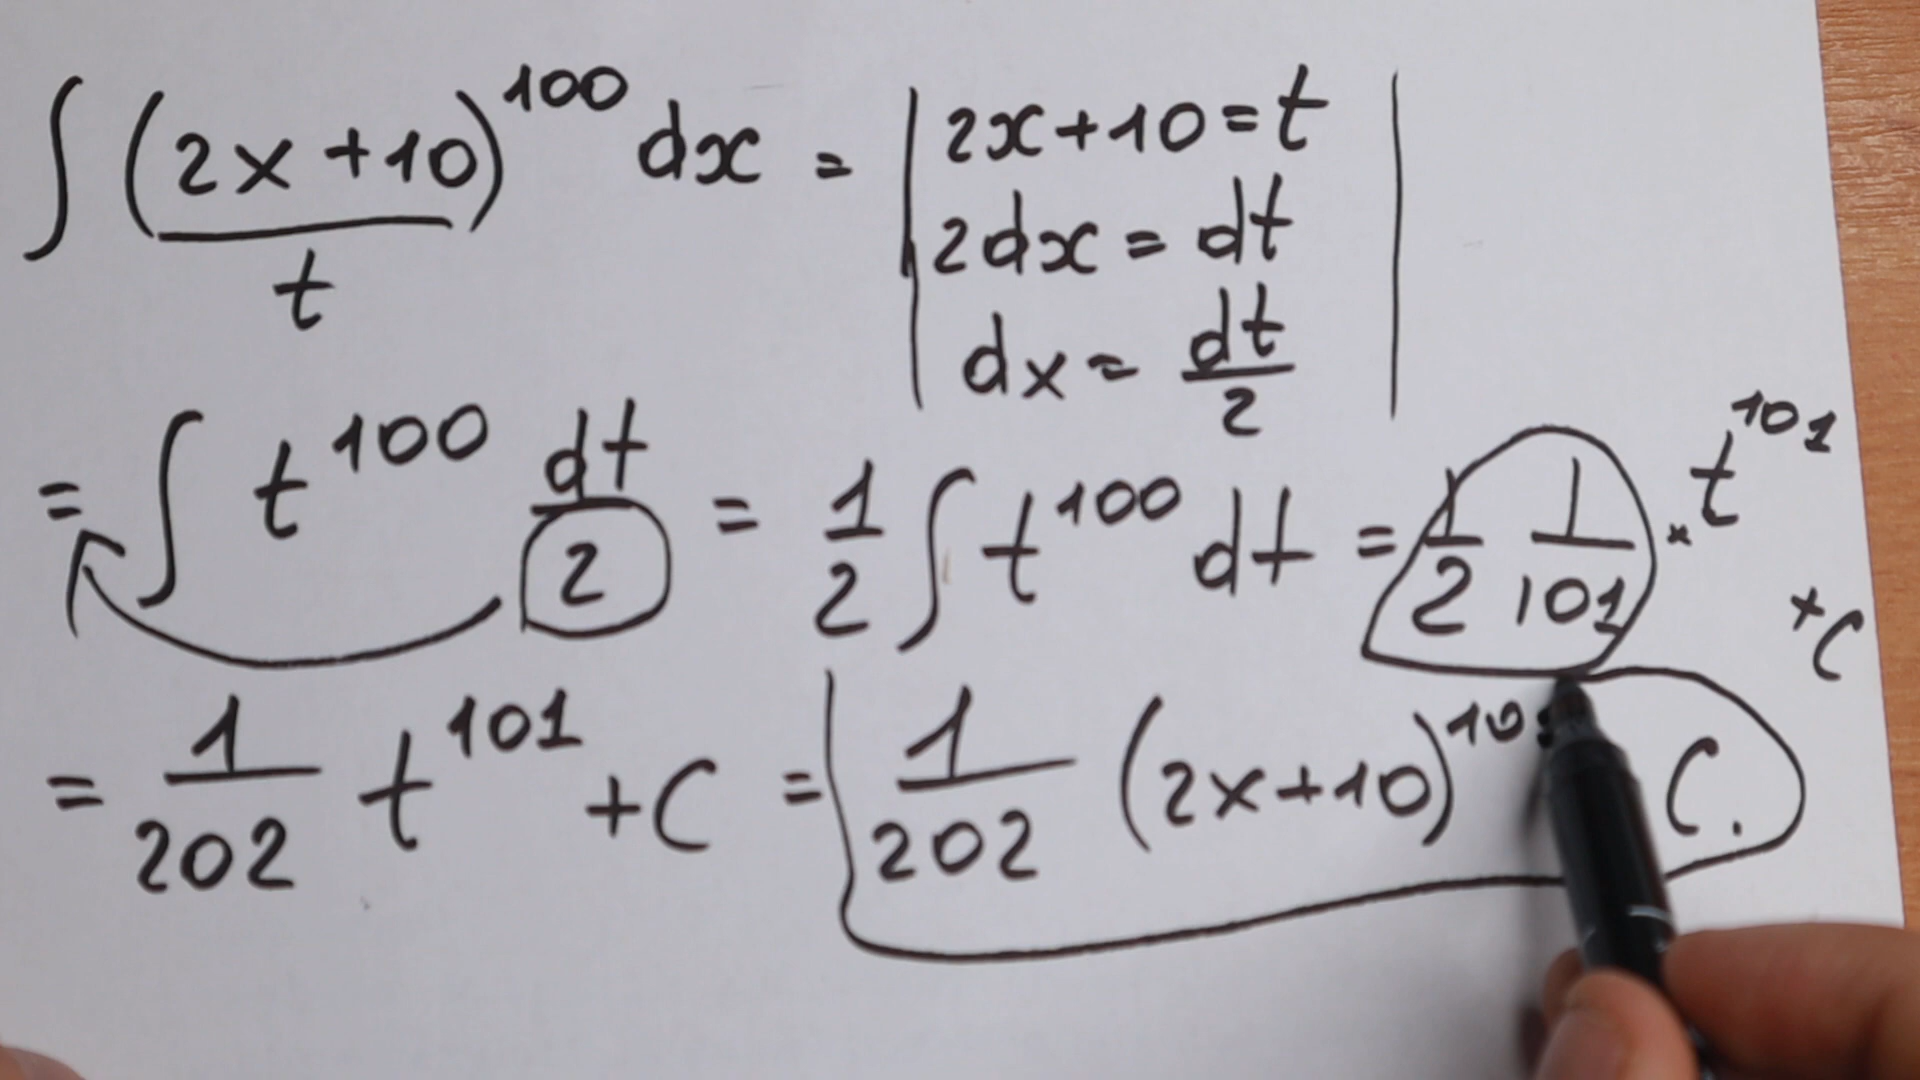 ∫ (2x+10)^100 dx = | 2x+10=t |
t
2dx = dt
dx = dt/2
= ∫ t^100 dt/2 = 1/2 ∫ t^100 dt = 1/2 1/101 · t^101 + C
= 1/202 t^101 + C = 1/202 (2x+10)^10 C.